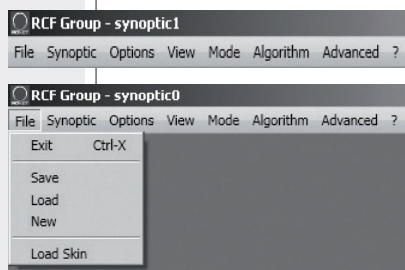 RCF Group - synoptic1
File Synoptic Options View Mode Algorithm Advanced ?
RCF Group - synoptic0
File Synoptic Options View Mode Algorithm Advanced ?
Exit Ctrl-X
Save
Load
New
Load Skin